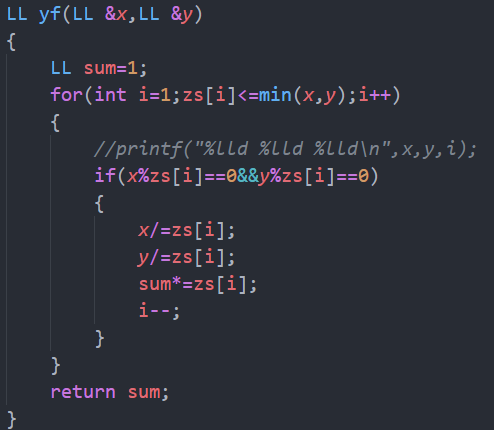 LL yf(LL &x,LL &y)
{
LL sum=1;
for(int i=1;zs[i]<=min(x,y);i++)
{
//printf("%lld %lld %lld\n",x,y,i);
if(x%zs[i]==0&&y%zs[i]==0)
{
x/=zs[i];
y/=zs[i];
sum*=zs[i];
i--;
}
}
return sum;
}